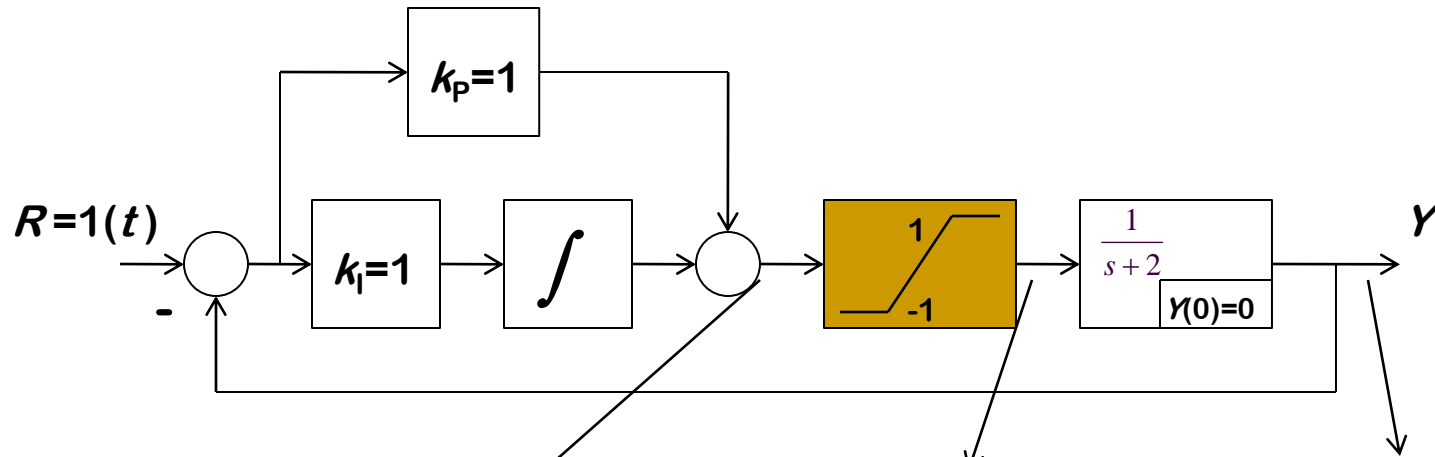 kP=1
R=1(t)
-
kI=1
∫
1
-1
1
s + 2
Y(0)=0
Y